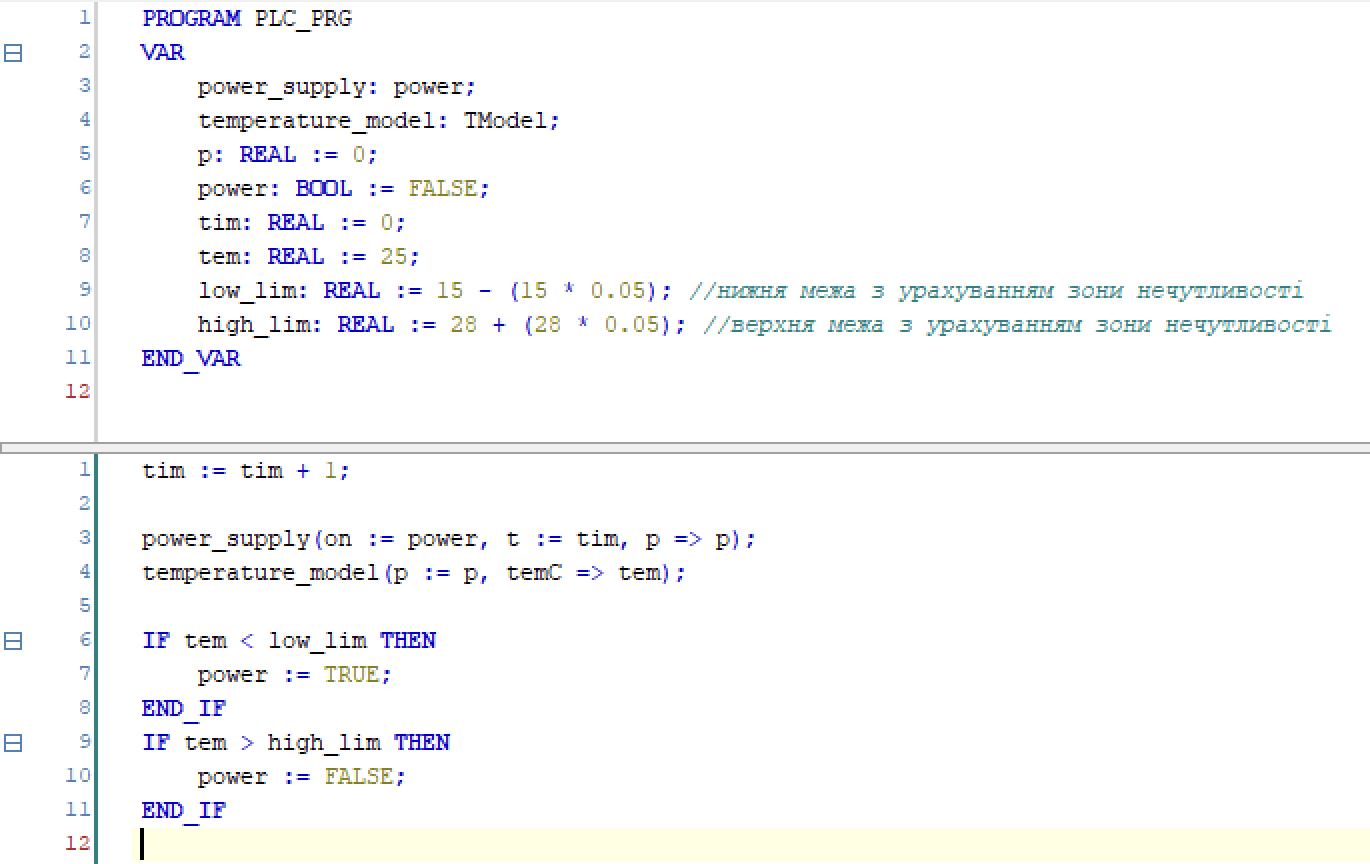 1 PROGRAM PLC_PRG
2 VAR
3 power_supply: power;
4 temperature_model: TModel;
5 p: REAL := 0;
6 power: BOOL := FALSE;
7 tim: REAL := 0;
8 tem: REAL := 25;
9 low_lim: REAL := 15 - (15 * 0.05); //нижня межа з урахуванням зони нечутливості
10 high_lim: REAL := 28 + (28 * 0.05); //верхня межа з урахуванням зони нечутливості
11 END_VAR
12
1 tim := tim + 1;
2
3 power_supply(on := power, t := tim, p => p);
4 temperature_model(p := p, temC => tem);
5
6 IF tem < low_lim THEN
7 power := TRUE;
8 END_IF
9 IF tem > high_lim THEN
10 power := FALSE;
11 END_IF
12